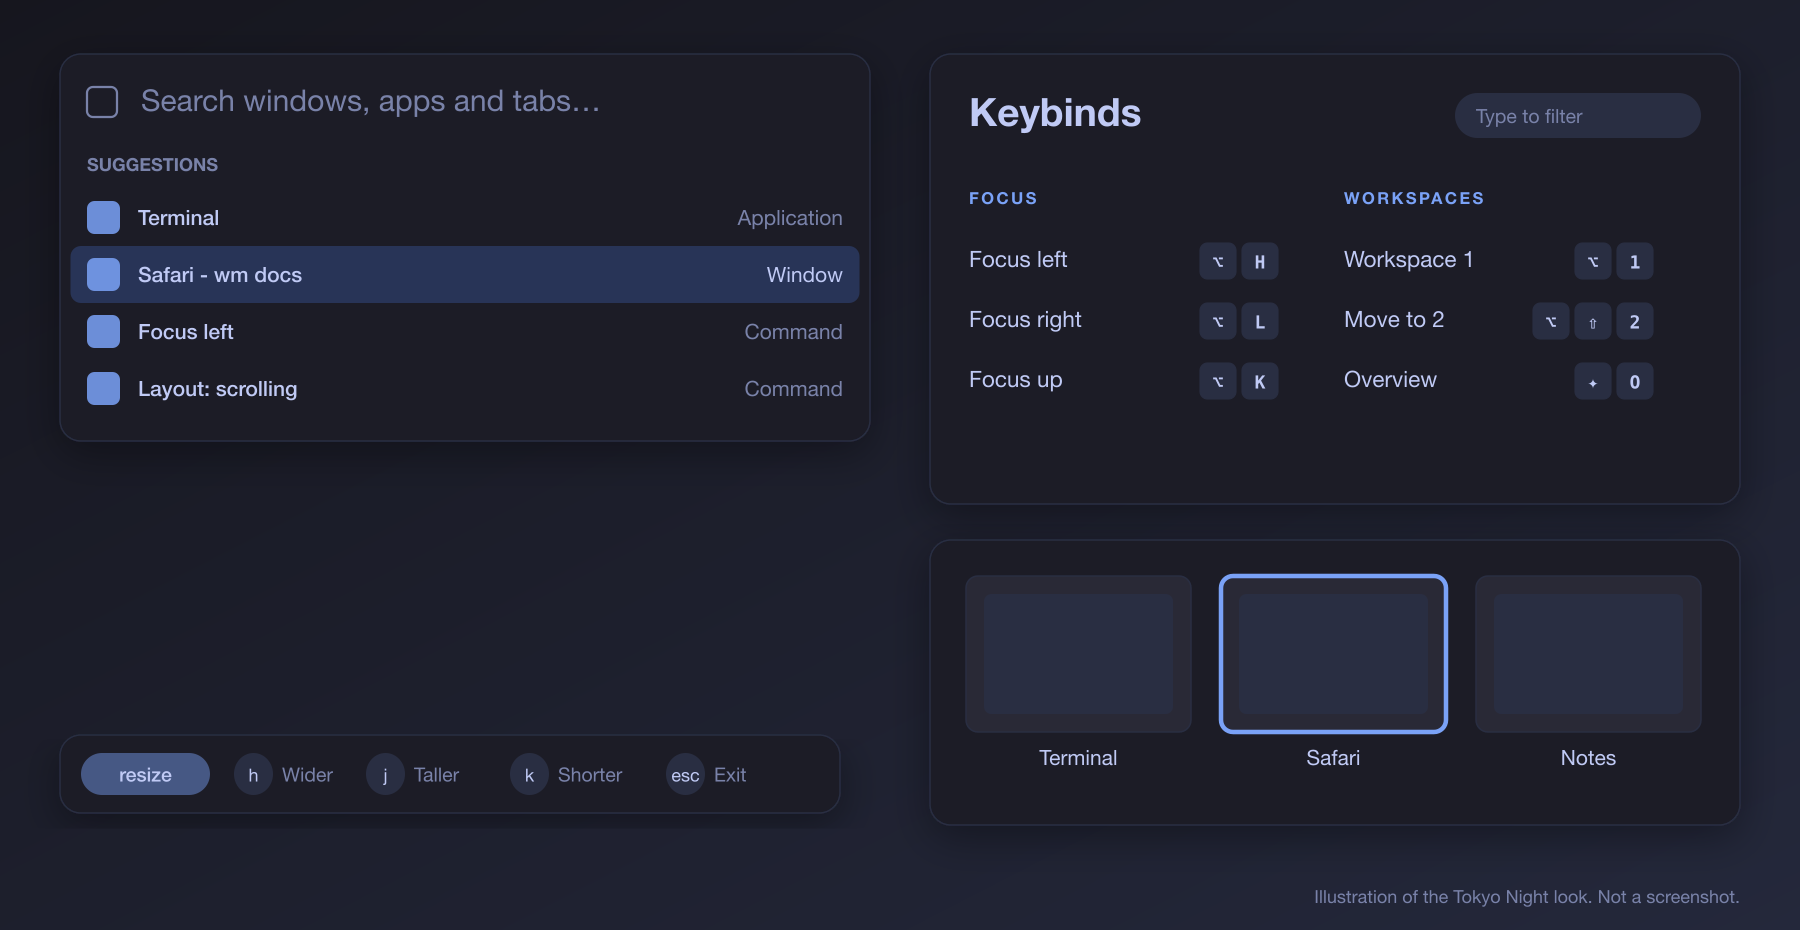 Search windows, apps and tabs…
SUGGESTIONS
Terminal Application
Safari - wm docs Window
Focus left Command
Layout: scrolling Command
resize h Wider j Taller k Shorter esc Exit
Keybinds Type to filter
FOCUS
Focus left ⌥ H
Focus right ⌥ L
Focus up ⌥ K
WORKSPACES
Workspace 1 ⌥ 1
Move to 2 ⌥ ⇧ 2
Overview ✦ O
Terminal Safari Notes
Illustration of the Tokyo Night look. Not a screenshot.